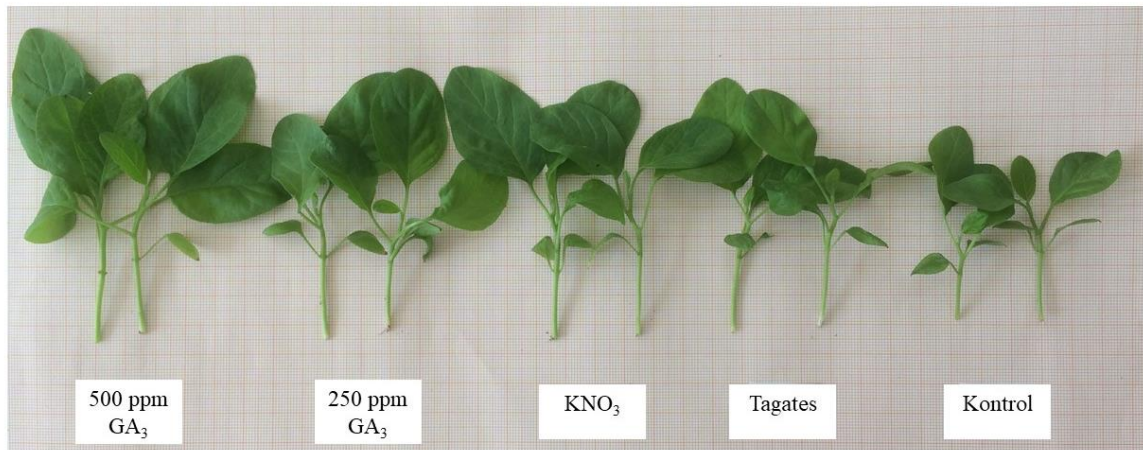 500 ppm
GA₃
250 ppm
GA₃
KNO₃
Tagates
Kontrol